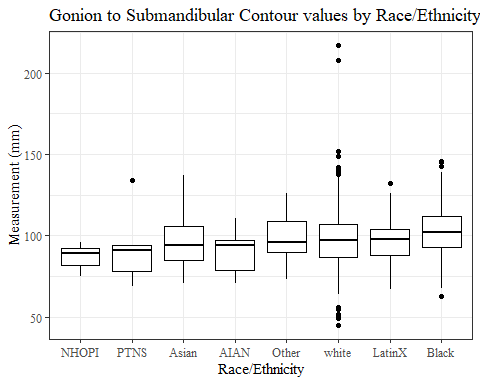 Gonion to Submandibular Contour values by Race/Ethnicity
Measurement (mm)
200
150
100
50
NHOPI PTNS Asian AIAN Other white LatinX Black
Race/Ethnicity